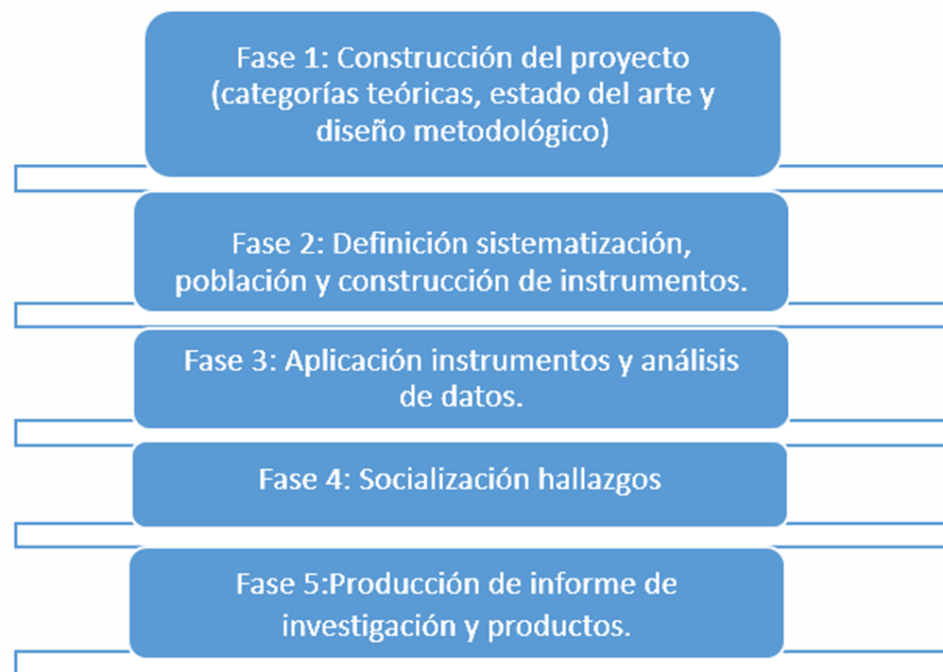 Fase 1: Construcción del proyecto
(categorías teóricas, estado del arte y
diseño metodológico)
Fase 2: Definición sistematización,
población y construcción de instrumentos.
Fase 3: Aplicación instrumentos y análisis
de datos.
Fase 4: Socialización hallazgos
Fase 5:Producción de informe de
investigación y productos.